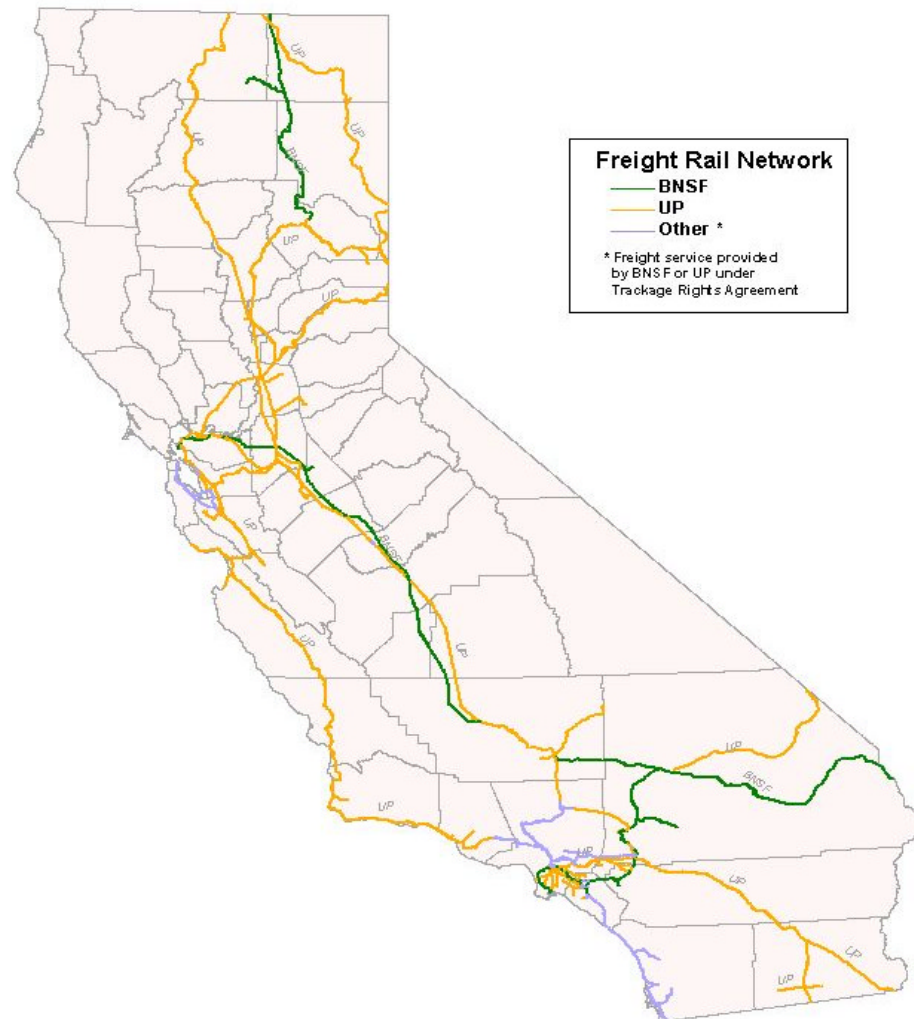 UP
UP
UP
BNSF
UP
UP
Freight Rail Network
BNSF
UP
Other *
* Freight service provided
by BNSF or UP under
Trackage Rights Agreement
UP
BNSF
UP
UP
UP
BNSF
UP
UP
UP
UP
UP